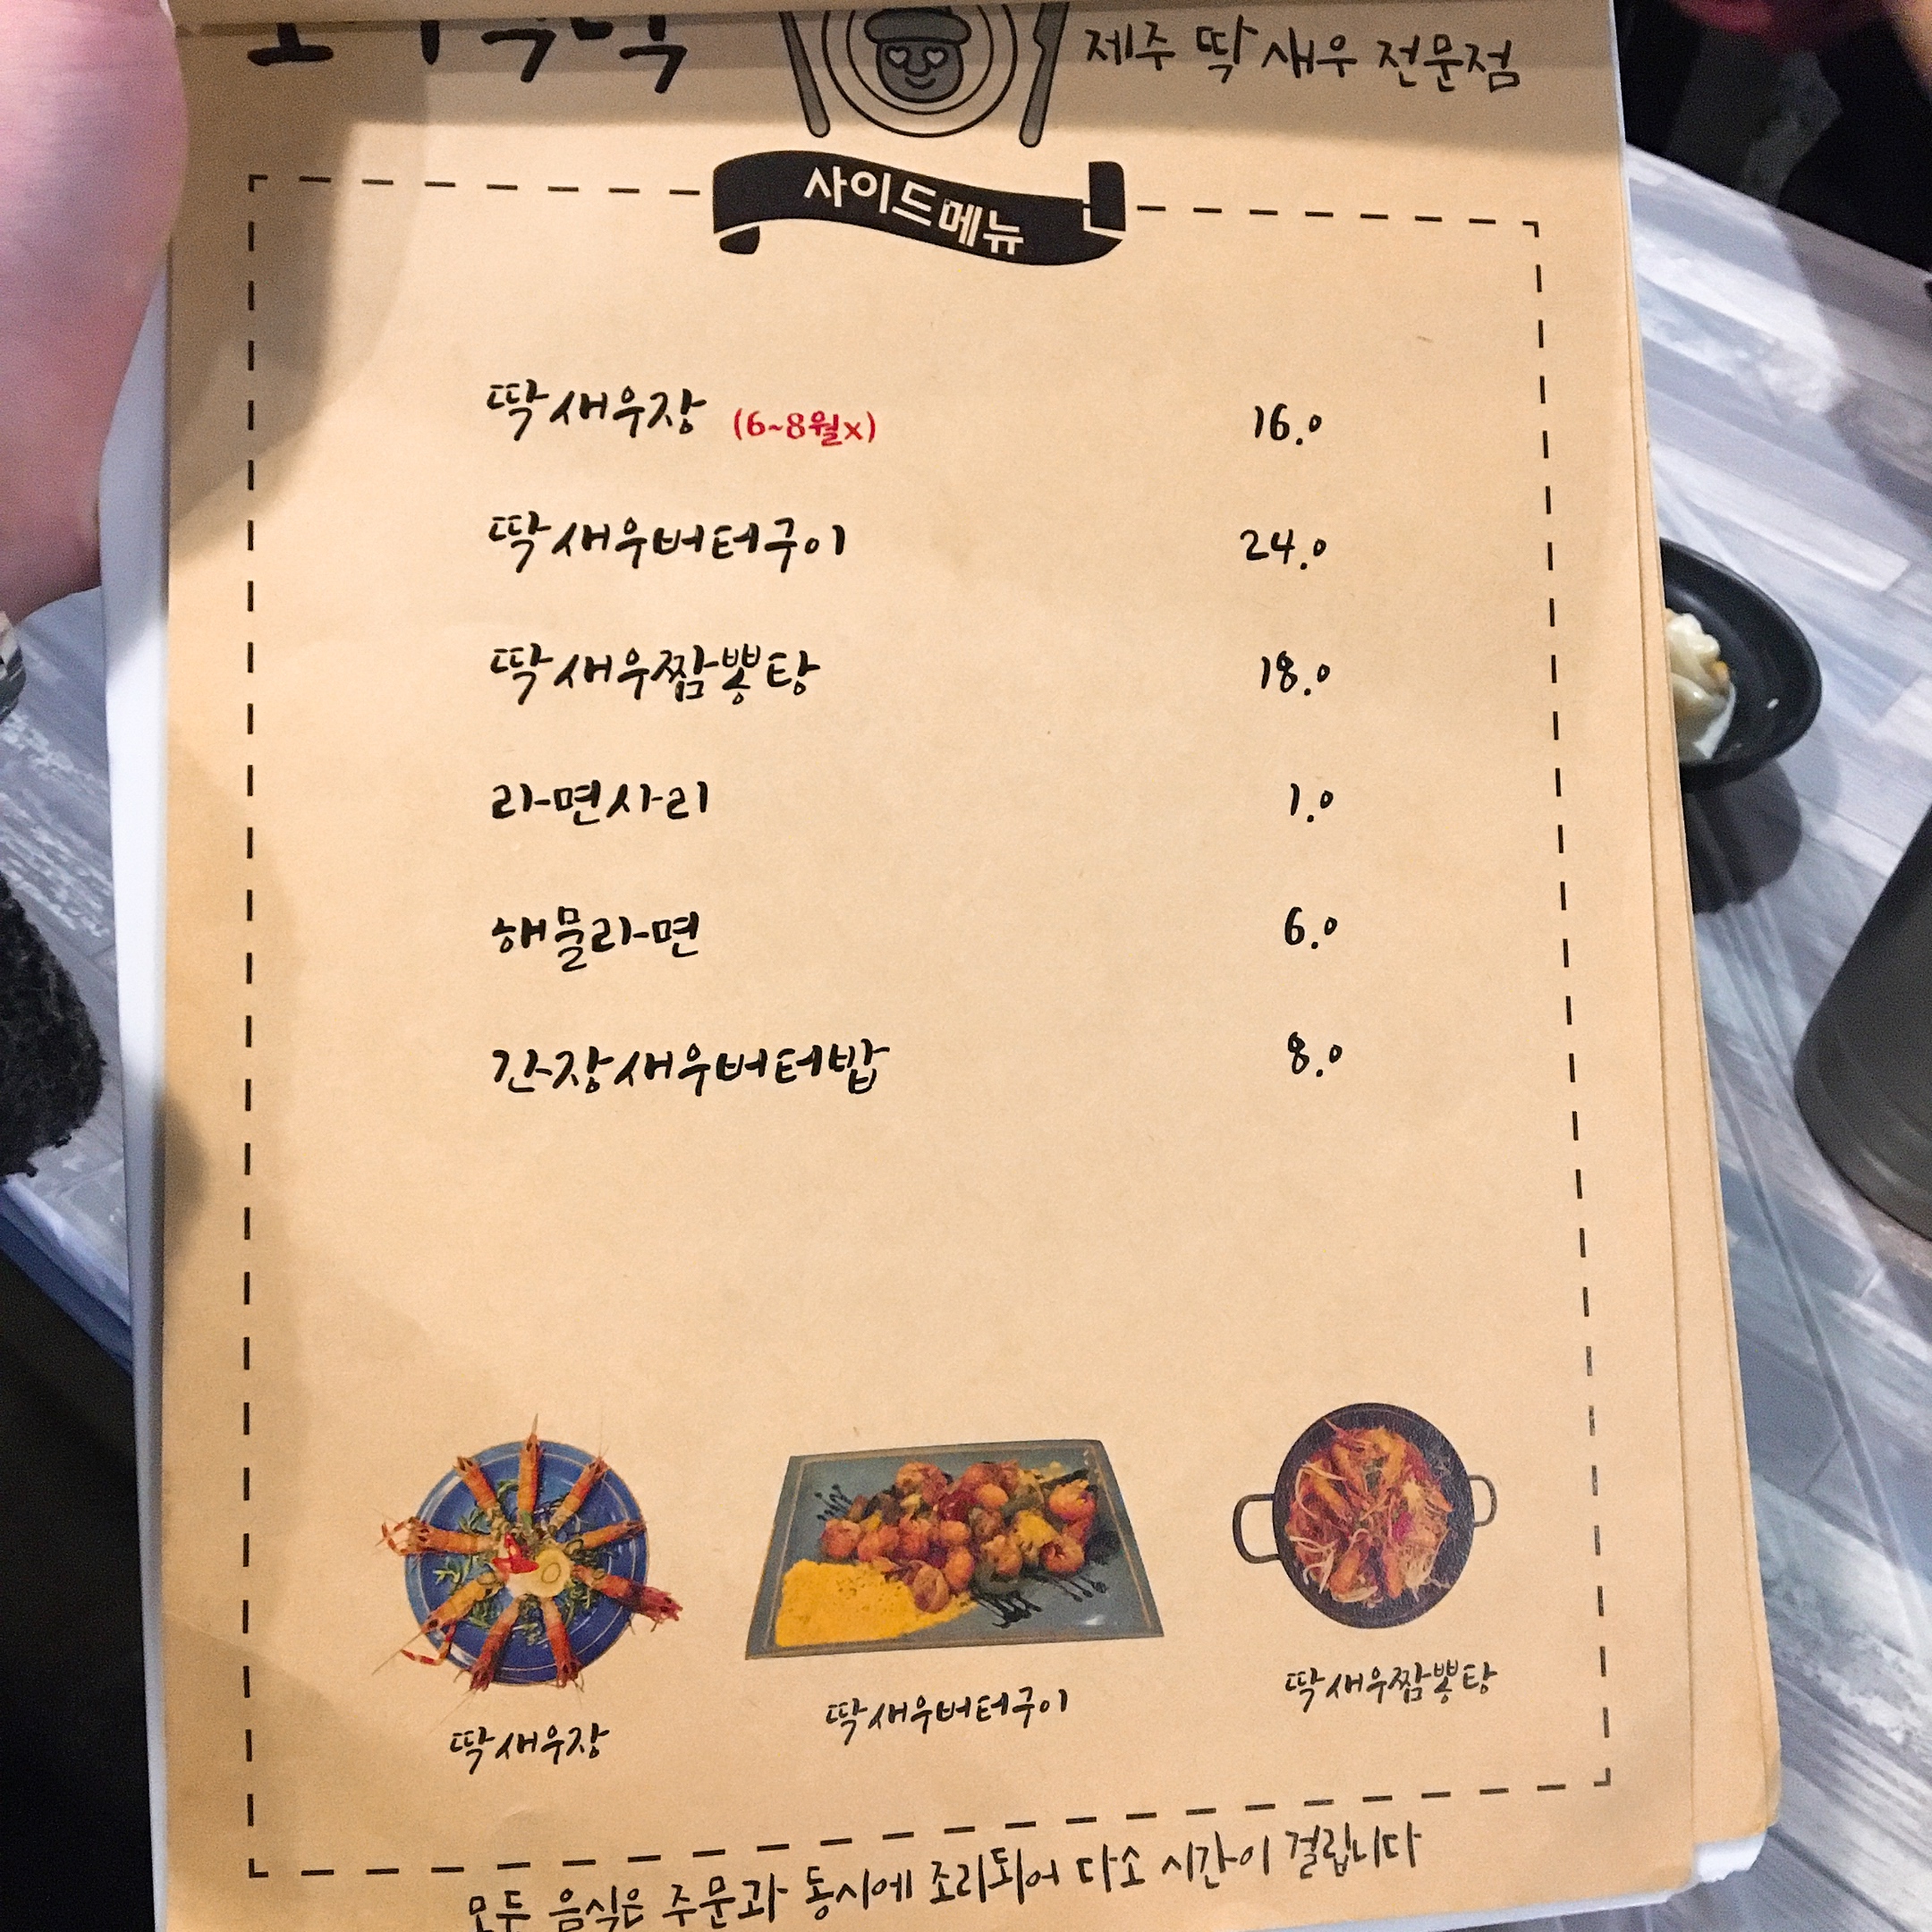 제주 딱새우 전문점
사이드메뉴
딱새우장 (6~8월x) 16.0
딱새우버터구이 24.0
딱새우짬뽕탕 18.0
라면사리 1.0
해물라면 6.0
간장새우버터밥 8.0
딱새우장
딱새우버터구이
딱새우짬뽕탕
모두 음식은 주문과 동시에 조리되어 다소 시간이 걸립니다